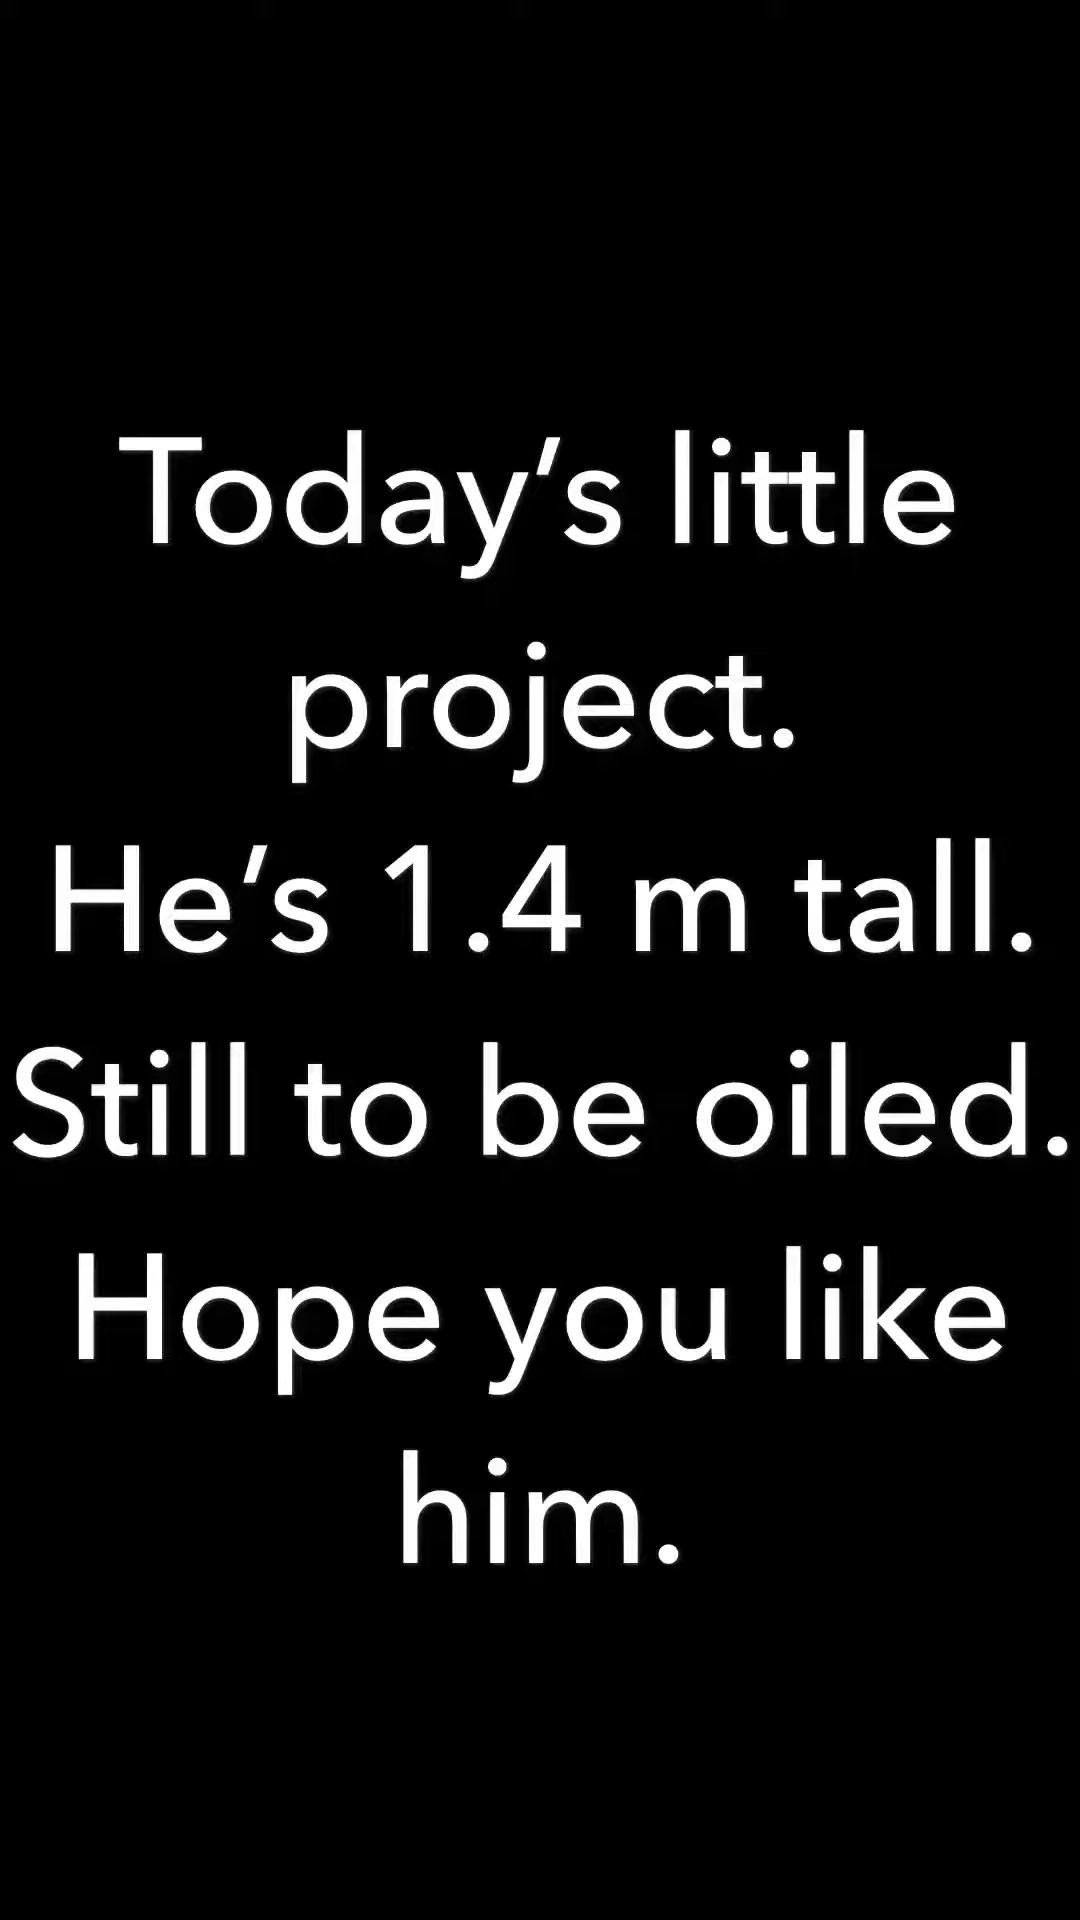 Today’s little
project.
He’s 1.4 m tall.
Still to be oiled.
Hope you like
him.